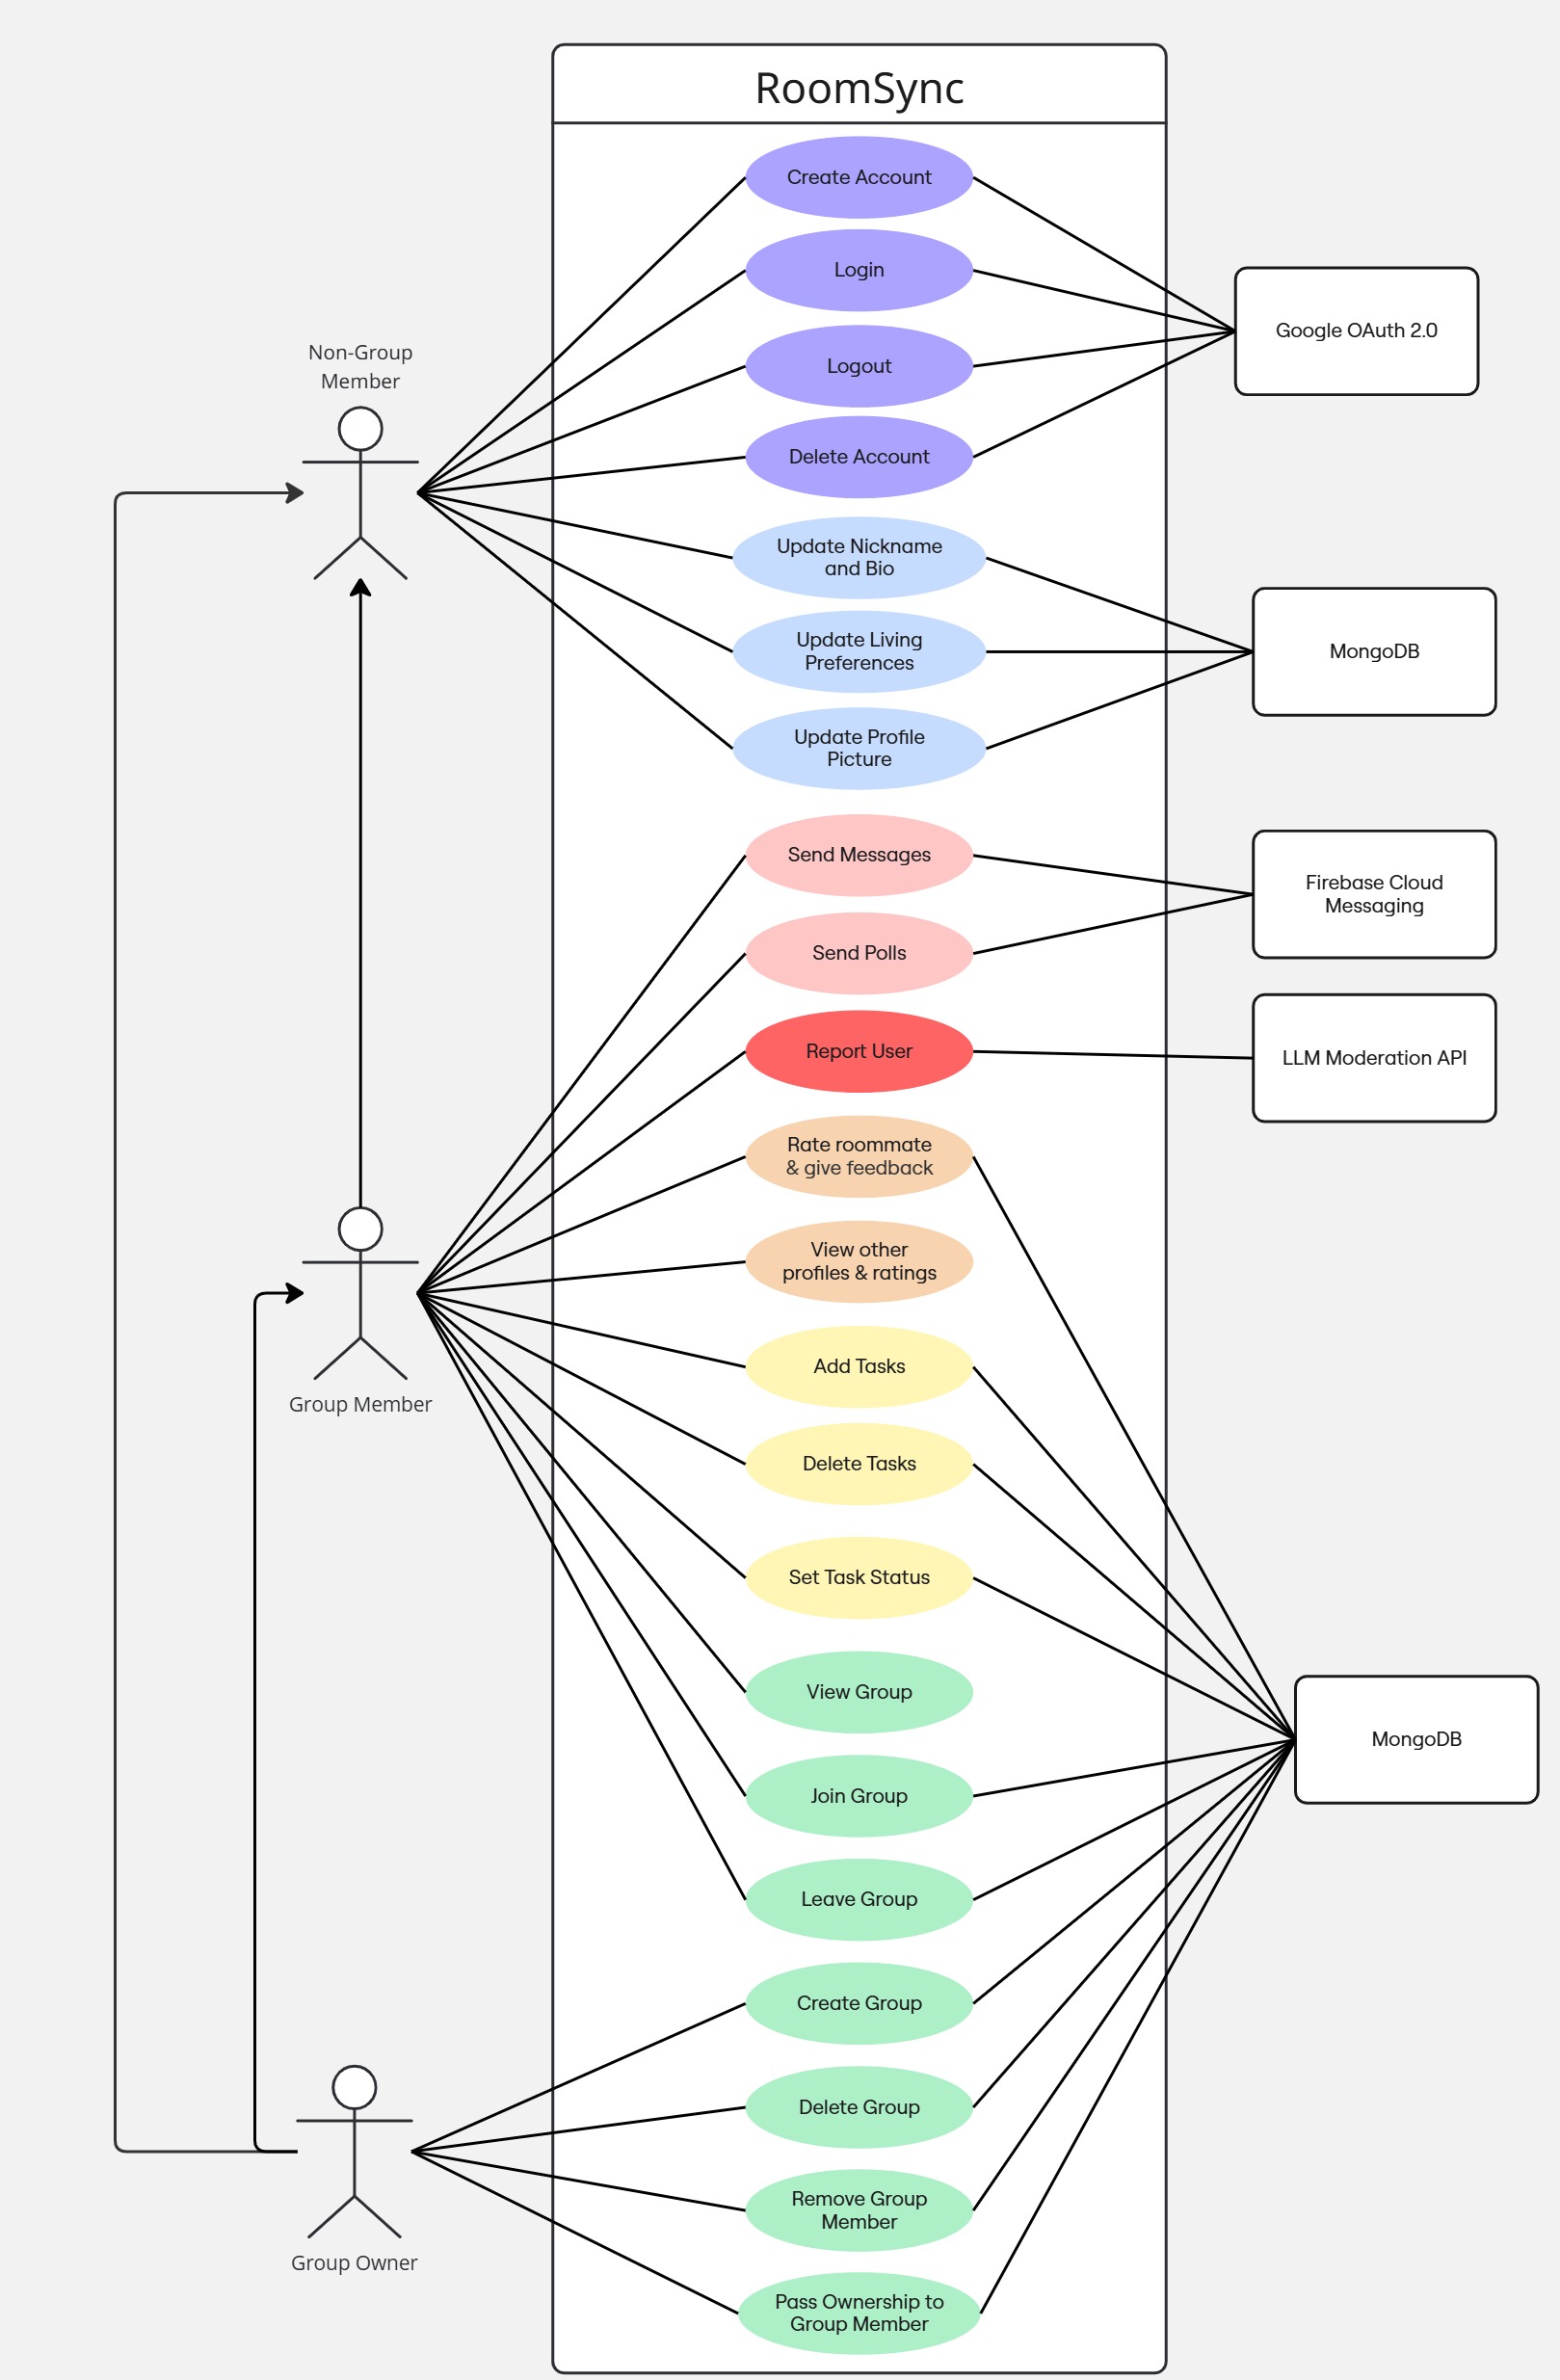 RoomSync
Create Account
Login
Logout
Delete Account
Google OAuth 2.0
Non-Group
Member
Update Nickname
and Bio
Update Living
Preferences
Update Profile
Picture
MongoDB
Send Messages
Send Polls
Firebase Cloud
Messaging
Report User
LLM Moderation API
Rate roommate
& give feedback
View other
profiles & ratings
Group Member
Add Tasks
Delete Tasks
Set Task Status
View Group
MongoDB
Join Group
Leave Group
Create Group
Delete Group
Remove Group
Member
Group Owner
Pass Ownership to
Group Member